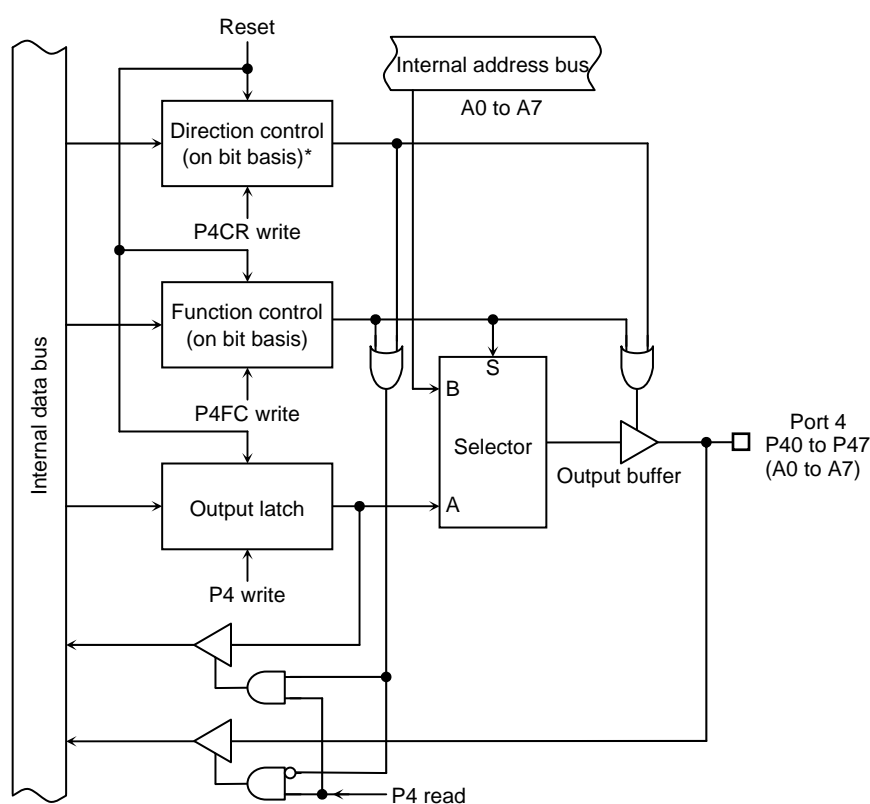 Reset
Internal address bus
A0 to A7
Direction control
(on bit basis)*
P4CR write
Function control
(on bit basis)
P4FC write
Internal data bus
S
B
Selector
A
Output buffer
Port 4
P40 to P47
(A0 to A7)
Output latch
P4 write
P4 read